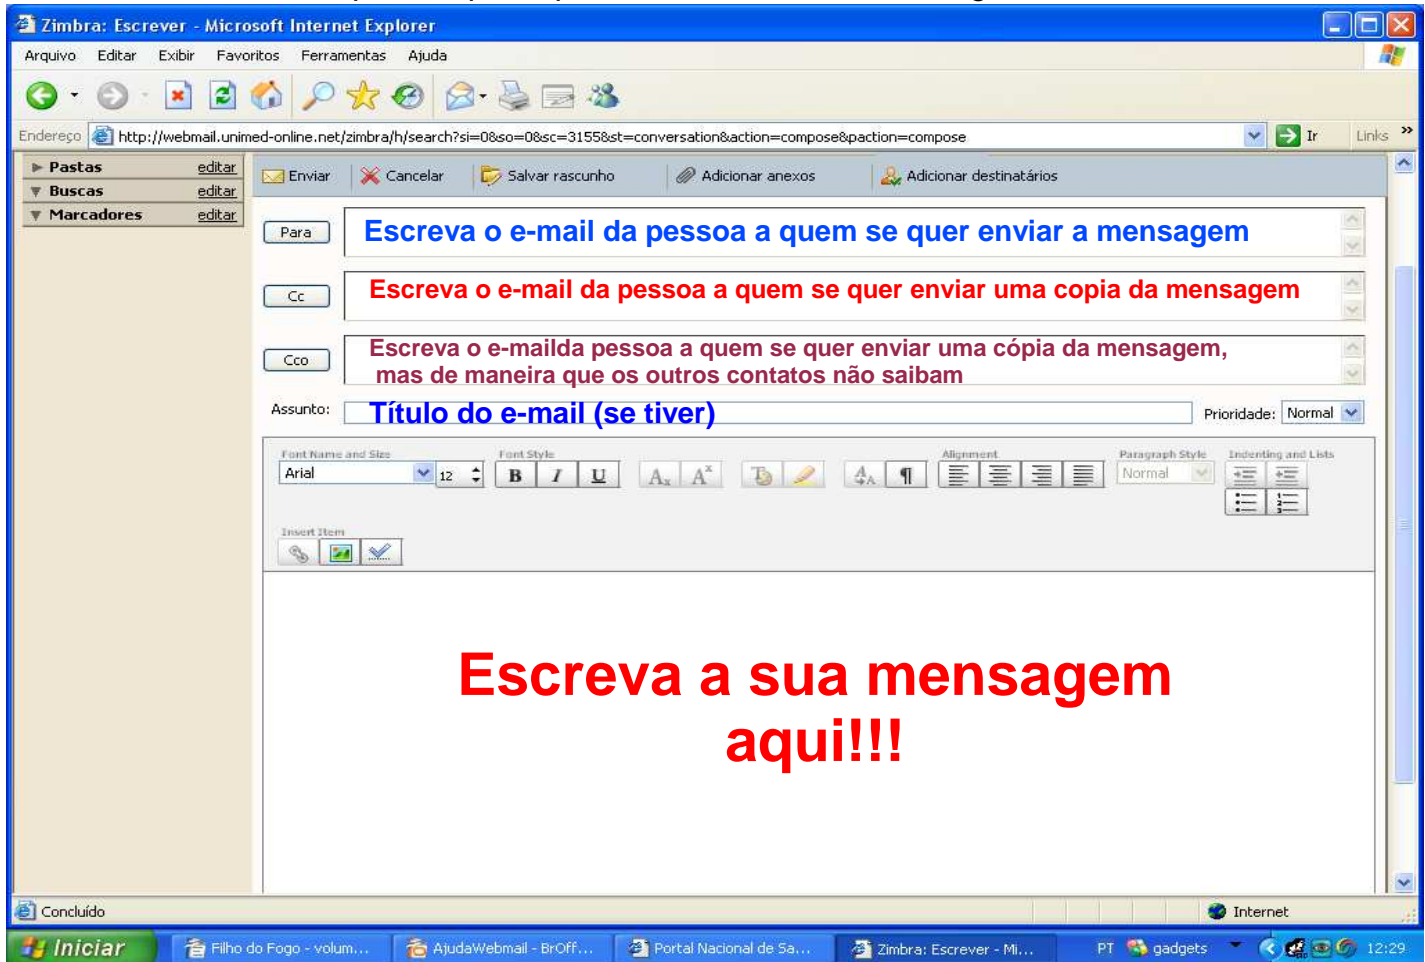 Zimbra: Escrever - Microsoft Internet Explorer
Arquivo Editar Exibir Favoritos Ferramentas Ajuda
Endereço http://webmail.unimed-online.net/zimbra/h/search?si=0&so=0&sc=3155&st=conversation&action=compose&paction=compose Ir Links »
Pastas editar
Buscas editar
Marcadores editar
Enviar Cancelar Salvar rascunho Adicionar anexos Adicionar destinatários
Para Escreva o e-mail da pessoa a quem se quer enviar a mensagem
Cc Escreva o e-mail da pessoa a quem se quer enviar uma copia da mensagem
Cco Escreva o e-mailda pessoa a quem se quer enviar uma cópia da mensagem,
mas de maneira que os outros contatos não saibam
Assunto: Título do e-mail (se tiver) Prioridade: Normal
Font Name and Size Font Style Alignment Paragraph Style Indenting and Lists
Arial 12 B I U Normal
Insert Item
Escreva a sua mensagem
aqui!!!
Concluído Internet
Iniciar Filho do Fogo - volum... AjudaWebmail - BrOff... Portal Nacional de Sa... Zimbra: Escrever - Mi... PT gadgets 12:29